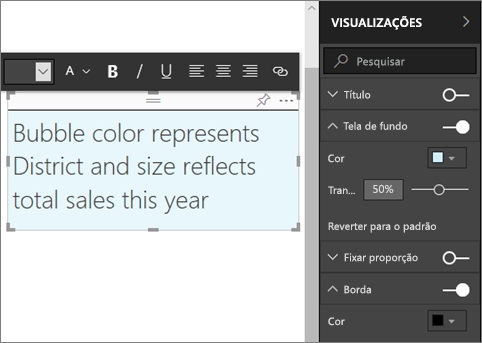 VISUALIZAÇÕES
Pesquisar
A B I U
Título
Tela de fundo
Cor
Tran... 50%
Reverter para o padrão
Fixar proporção
Borda
Cor
Bubble color represents
District and size reflects
total sales this year